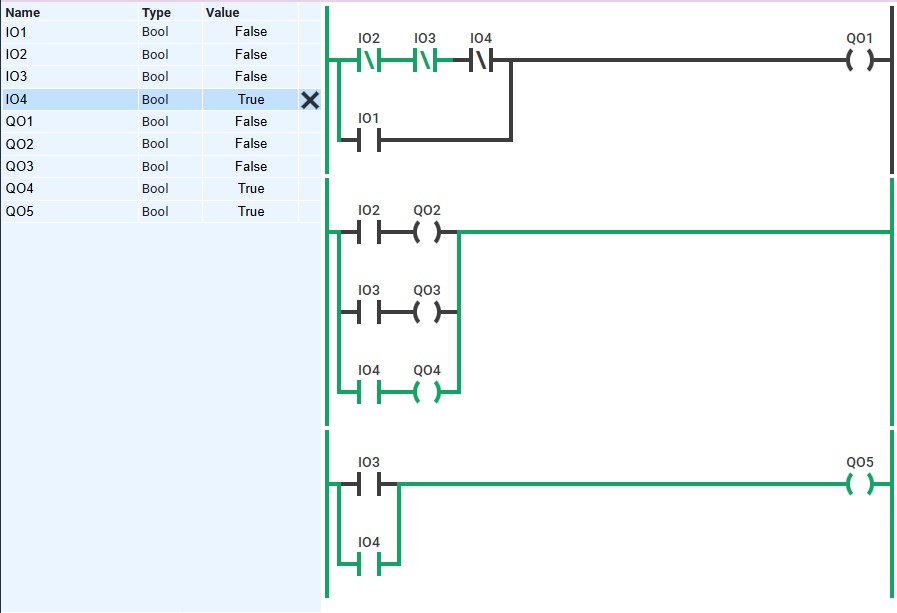 Name Type Value
IO1 Bool False
IO2 Bool False
IO3 Bool False
IO4 Bool True
QO1 Bool False
QO2 Bool False
QO3 Bool False
QO4 Bool True
QO5 Bool True
IO2 IO3 IO4 QO1
IO1
IO2 QO2
IO3 QO3
IO4 QO4
IO3 QO5
IO4